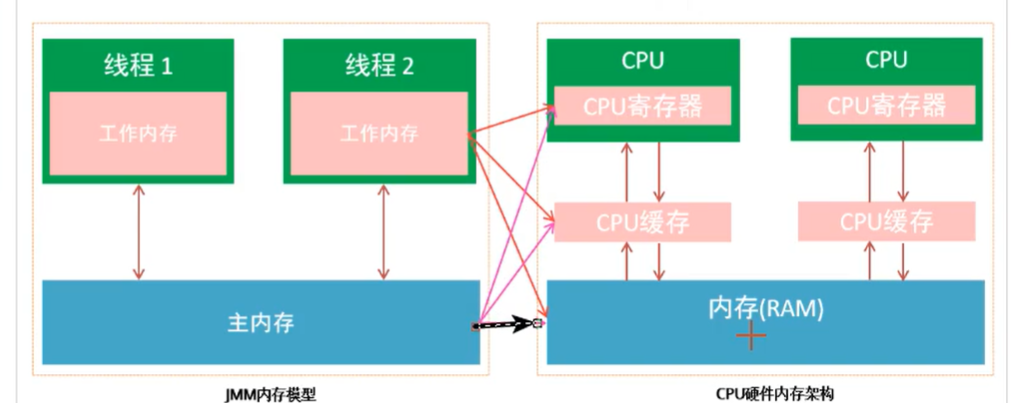 线程 1
工作内存
线程 2
工作内存
主内存
JMM内存模型
CPU
CPU寄存器
CPU缓存
CPU
CPU寄存器
CPU缓存
内存(RAM)
CPU硬件内存架构